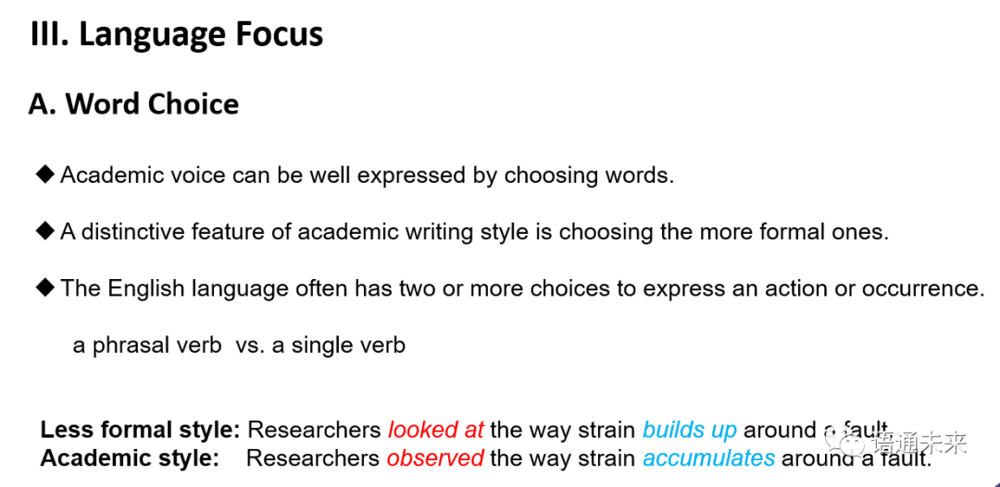 III. Language Focus
A. Word Choice
◆ Academic voice can be well expressed by choosing words.
◆ A distinctive feature of academic writing style is choosing the more formal ones.
◆ The English language often has two or more choices to express an action or occurrence.
a phrasal verb vs. a single verb
Less formal style: Researchers looked at the way strain builds up around a fault.
Academic style: Researchers observed the way strain accumulates around a fault.
语通未来